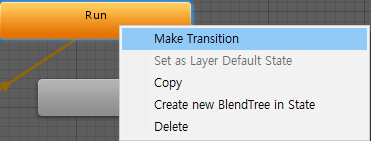 Run
Make Transition
Set as Layer Default State
Copy
Create new BlendTree in State
Delete